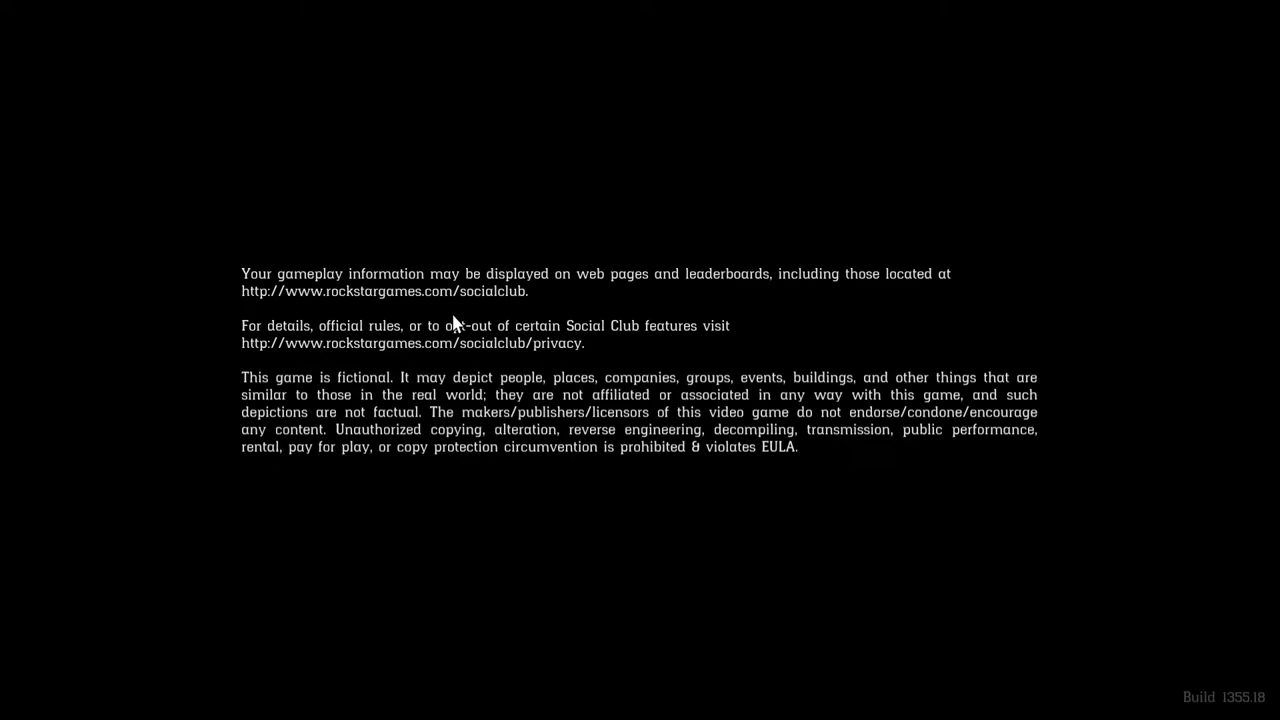 Your gameplay information may be displayed on web pages and leaderboards, including those located at
http://www.rockstargames.com/socialclub.
For details, official rules, or to opt-out of certain Social Club features visit
http://www.rockstargames.com/socialclub/privacy.
This game is fictional. It may depict people, places, companies, groups, events, buildings, and other things that are
similar to those in the real world; they are not affiliated or associated in any way with this game, and such
depictions are not factual. The makers/publishers/licensors of this video game do not endorse/condone/encourage
any content. Unauthorized copying, alteration, reverse engineering, decompiling, transmission, public performance,
rental, pay for play, or copy protection circumvention is prohibited & violates EULA.
Build 1355.18